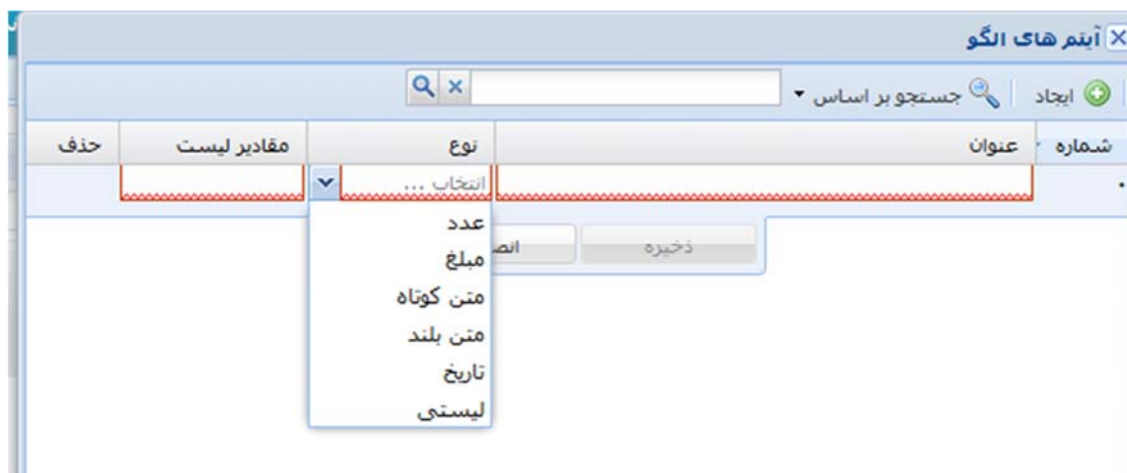 آیتم های الگو
ایجاد جستجو بر اساس
شماره عنوان نوع مقادیر لیست حذف
انتخاب ...
عدد
ذخیره
مبلغ
متن کوتاه
متن بلند
تاریخ
لیستی